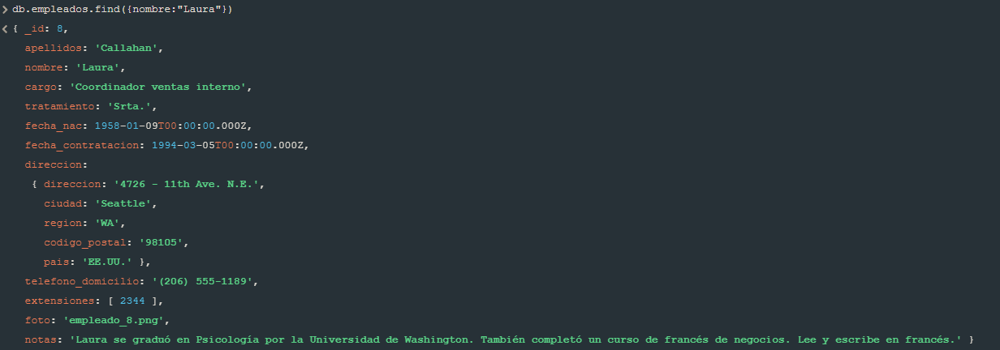 db.empleados.find({nombre:"Laura"})
{ _id: 8,
apellidos: 'Callahan',
nombre: 'Laura',
cargo: 'Coordinador ventas interno',
tratamiento: 'Srta.',
fecha_nac: 1958-01-09T00:00:00.000Z,
fecha_contratacion: 1994-03-05T00:00:00.000Z,
direccion:
{ direccion: '4726 - 11th Ave. N.E.',
ciudad: 'Seattle',
region: 'WA',
codigo_postal: '98105',
pais: 'EE.UU.' },
telefono_domicilio: '(206) 555-1189',
extensiones: [ 2344 ],
foto: 'empleado_8.png',
notas: 'Laura se graduó en Psicología por la Universidad de Washington. También completó un curso de francés de negocios. Lee y escribe en francés.' }